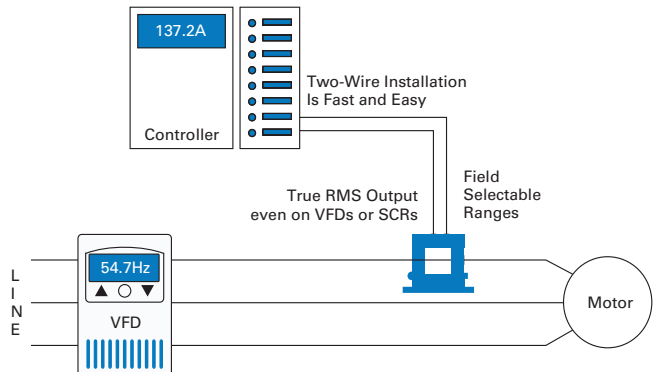 137.2A
Controller
Two-Wire Installation
Is Fast and Easy
True RMS Output
even on VFDs or SCRs
Field
Selectable
Ranges
L
I
N
E
54.7Hz
VFD
Motor